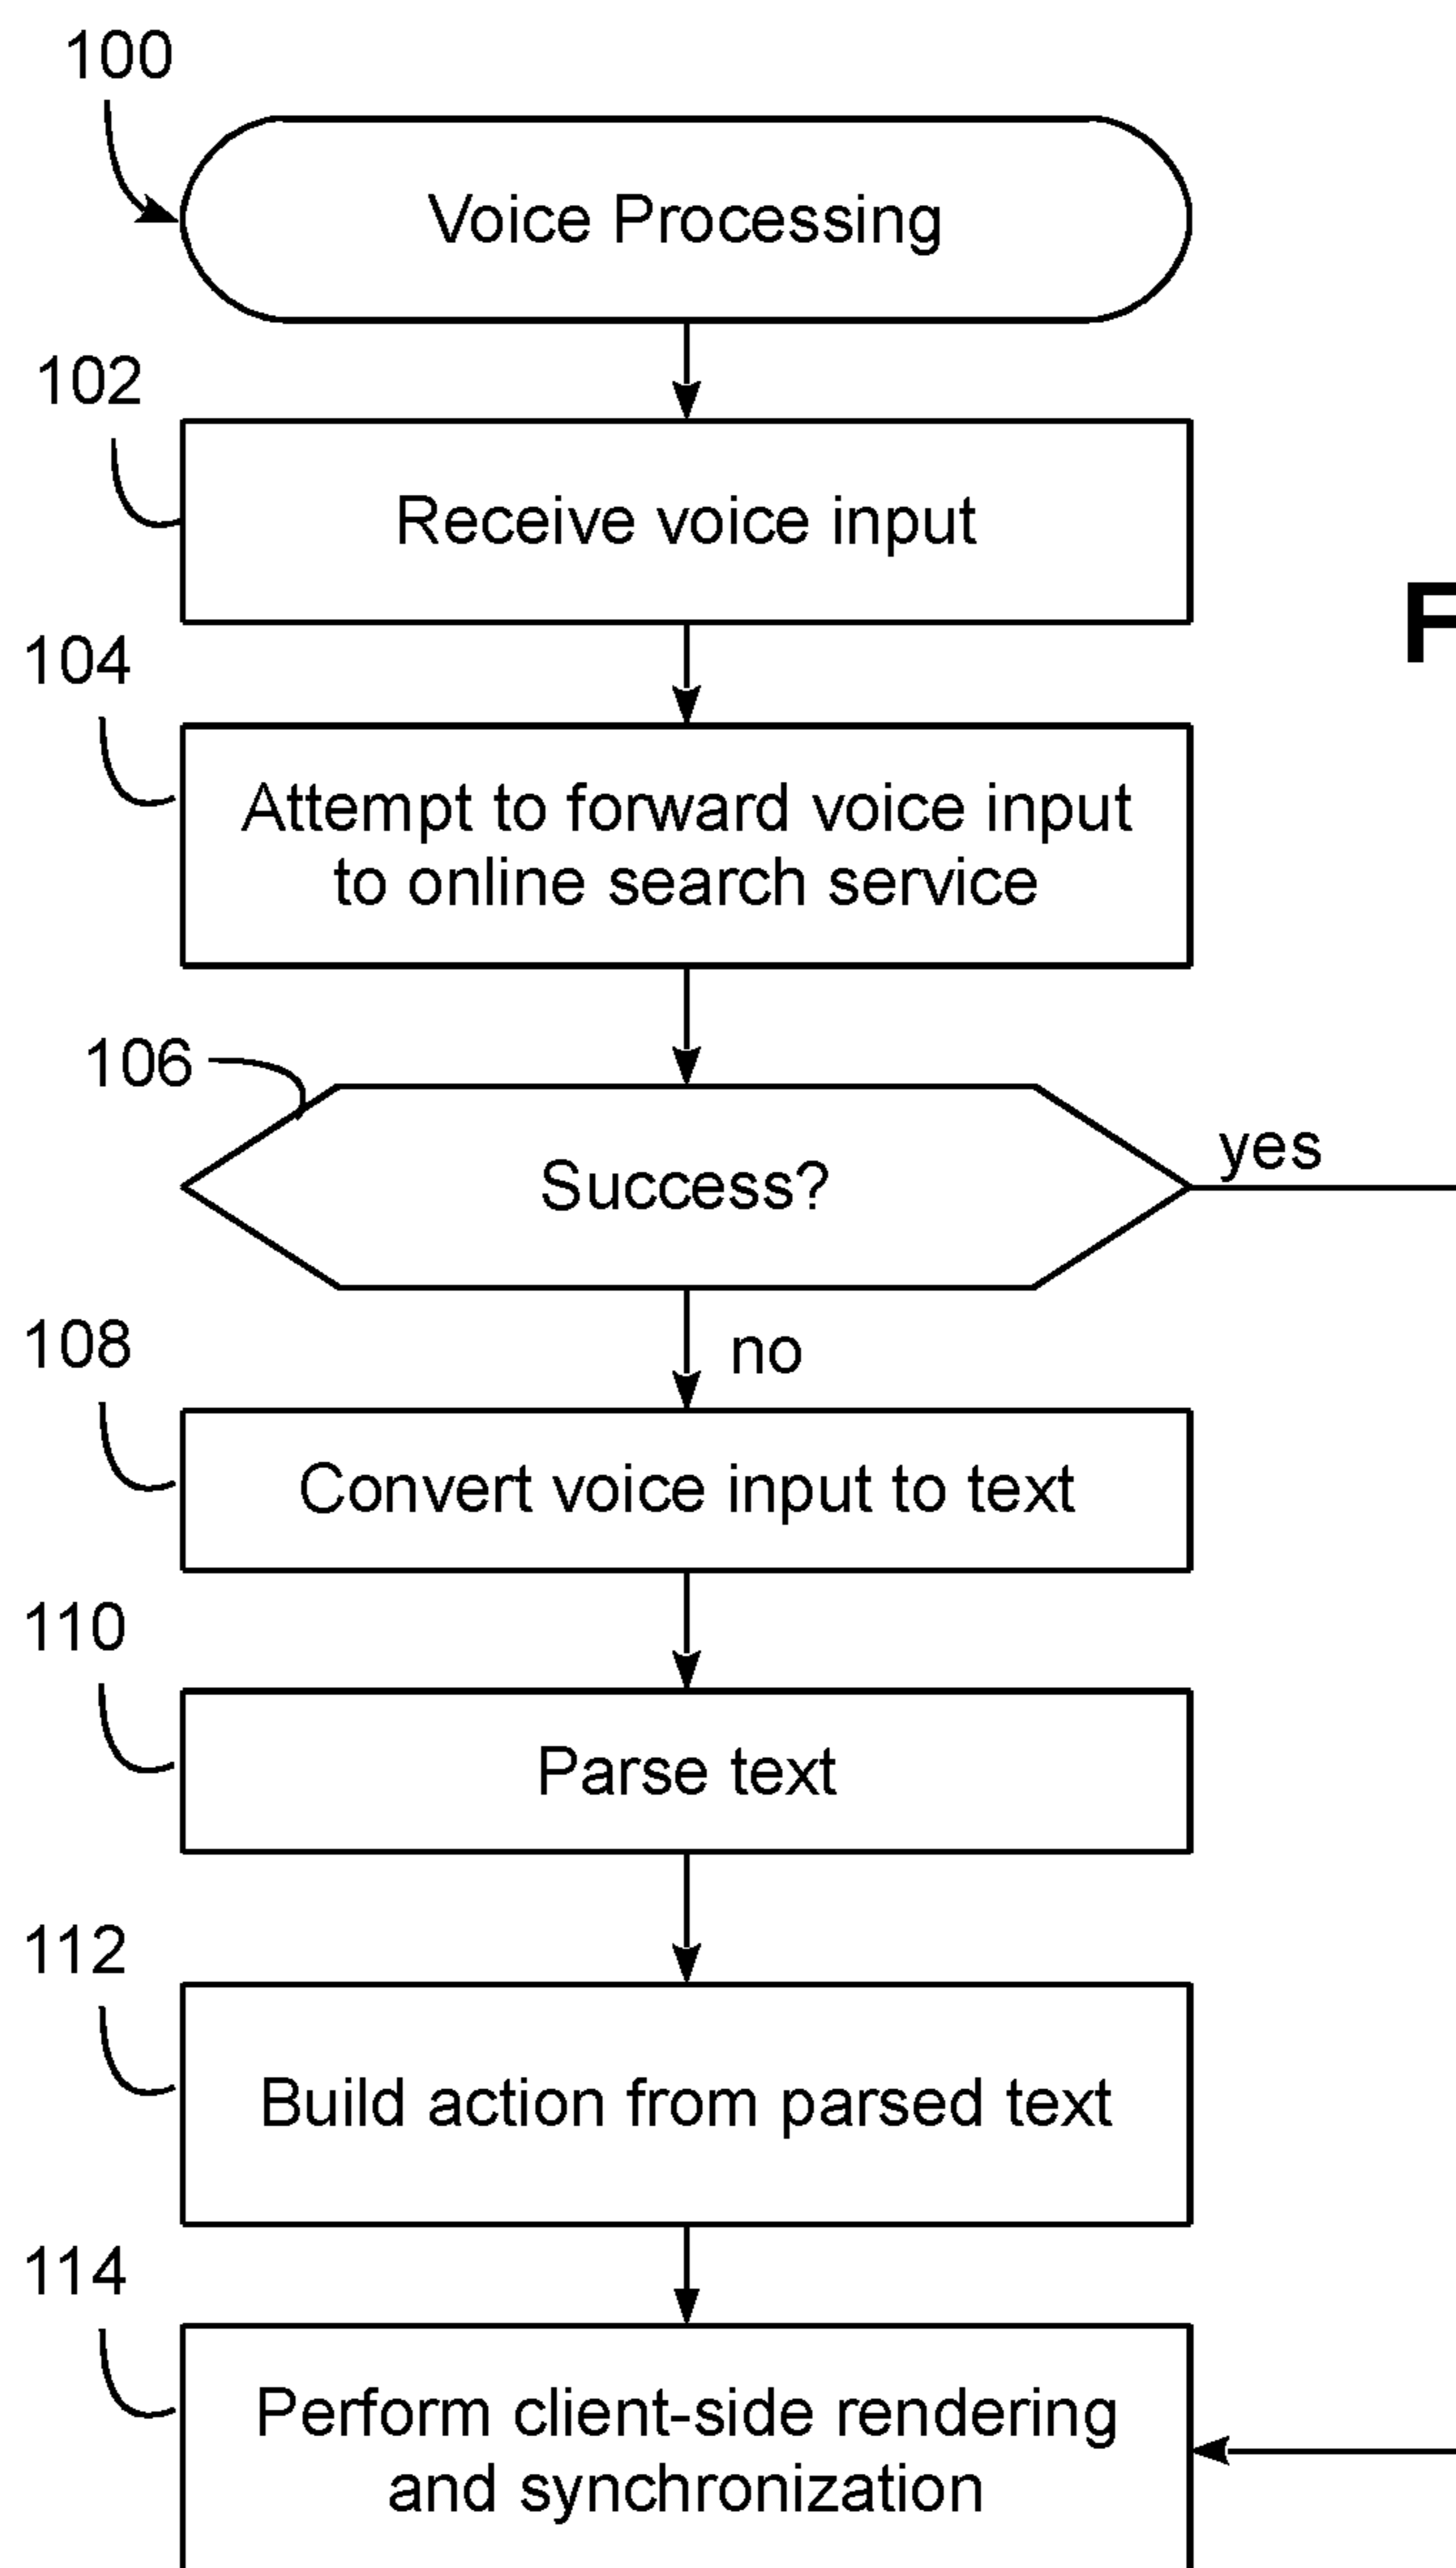 100
Voice Processing
102
Receive voice input
F
104
Attempt to forward voice input
to online search service
106
Success?
yes
no
108
Convert voice input to text
110
Parse text
112
Build action from parsed text
114
Perform client-side rendering
and synchronization